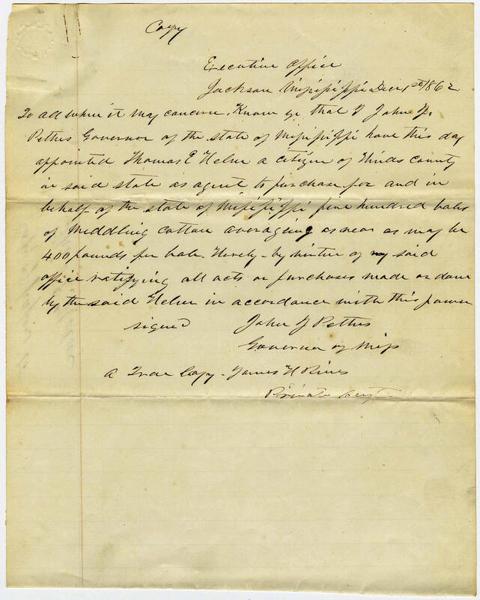 Copy
Executive Office
Jackson Mississippi Dec 1st 1862
To all whom it may concern, Know ye, that I John J.
Pettus Governor of the state of Mississippi have this day
appointed Thomas E Helm a citizen of Hinds County
in said state as agent to purchase for and in
behalf of the state of Mississippi five hundred bales
of Middling Cotton averaging as near as may be
400 pounds per bale. Hereby by virtue of my said
office ratifying all acts or purchases made or done
by the said Helm in accordance with this power
signed John J Pettus
Governor of Miss
A True Copy - James H Rives
Private Secy